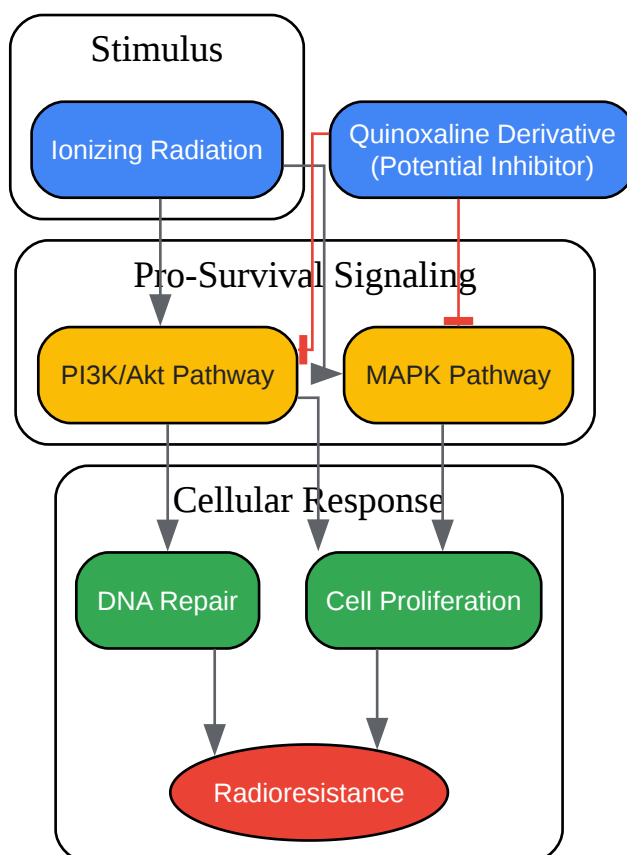 Stimulus
Ionizing Radiation
Quinoxaline Derivative
(Potential Inhibitor)
Pro-Survival Signaling
PI3K/Akt Pathway
MAPK Pathway
Cellular Response
DNA Repair
Cell Proliferation
Radioresistance